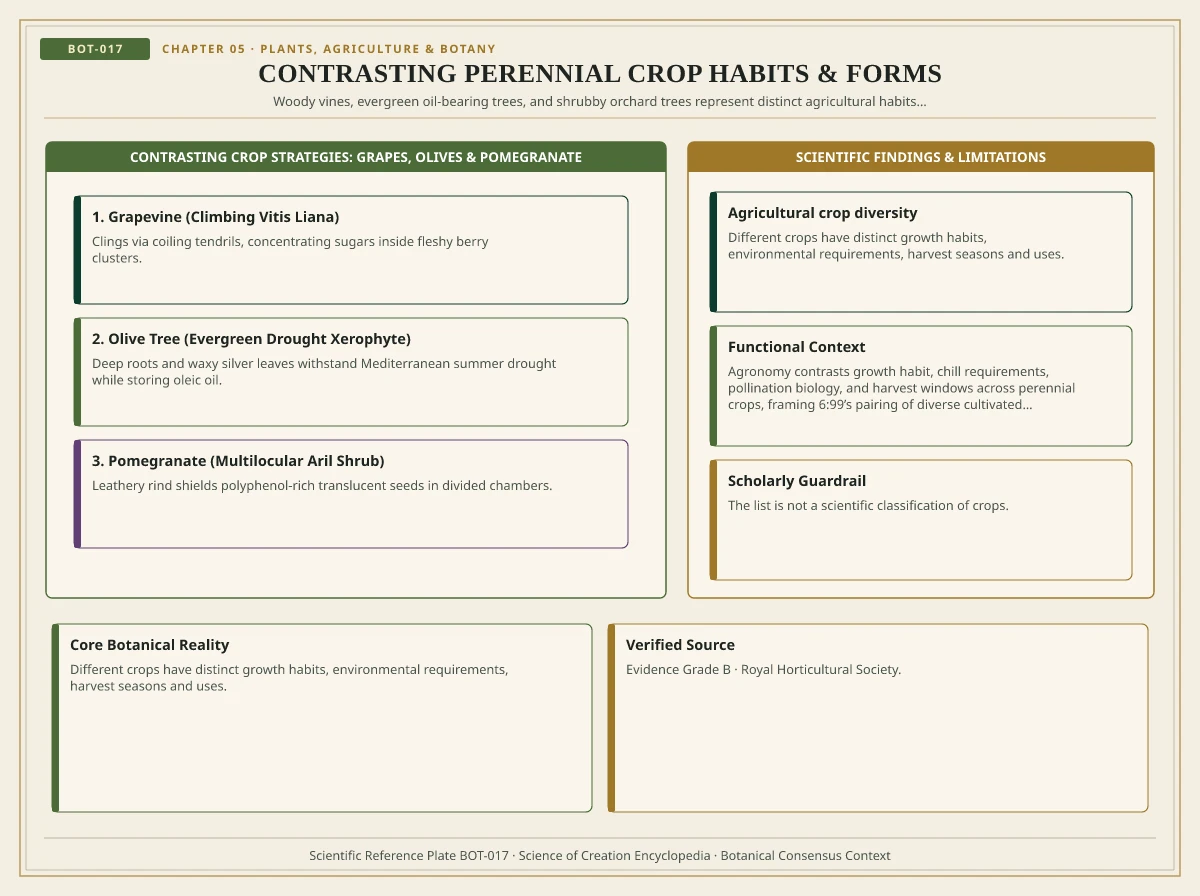 BOT-017
CHAPTER 05 · PLANTS, AGRICULTURE & BOTANY
CONTRASTING PERENNIAL CROP HABITS & FORMS
Woody vines, evergreen oil-bearing trees, and shrubby orchard trees represent distinct agricultural habits...
CONTRASTING CROP STRATEGIES: GRAPES, OLIVES & POMEGRANATE
1. Grapevine (Climbing Vitis Liana)
Clings via coiling tendrils, concentrating sugars inside fleshy berry
clusters.
2. Olive Tree (Evergreen Drought Xerophyte)
Deep roots and waxy silver leaves withstand Mediterranean summer drought
while storing oleic oil.
3. Pomegranate (Multilocular Aril Shrub)
Leathery rind shields polyphenol-rich translucent seeds in divided chambers.
SCIENTIFIC FINDINGS & LIMITATIONS
Agricultural crop diversity
Different crops have distinct growth habits,
environmental requirements, harvest seasons and uses.
Functional Context
Agronomy contrasts growth habit, chill requirements,
pollination biology, and harvest windows across perennial
crops, framing 6:99’s pairing of diverse cultivated...
Scholarly Guardrail
The list is not a scientific classification of crops.
Core Botanical Reality
Different crops have distinct growth habits, environmental requirements,
harvest seasons and uses.
Verified Source
Evidence Grade B · Royal Horticultural Society.
Scientific Reference Plate BOT-017 · Science of Creation Encyclopedia · Botanical Consensus Context